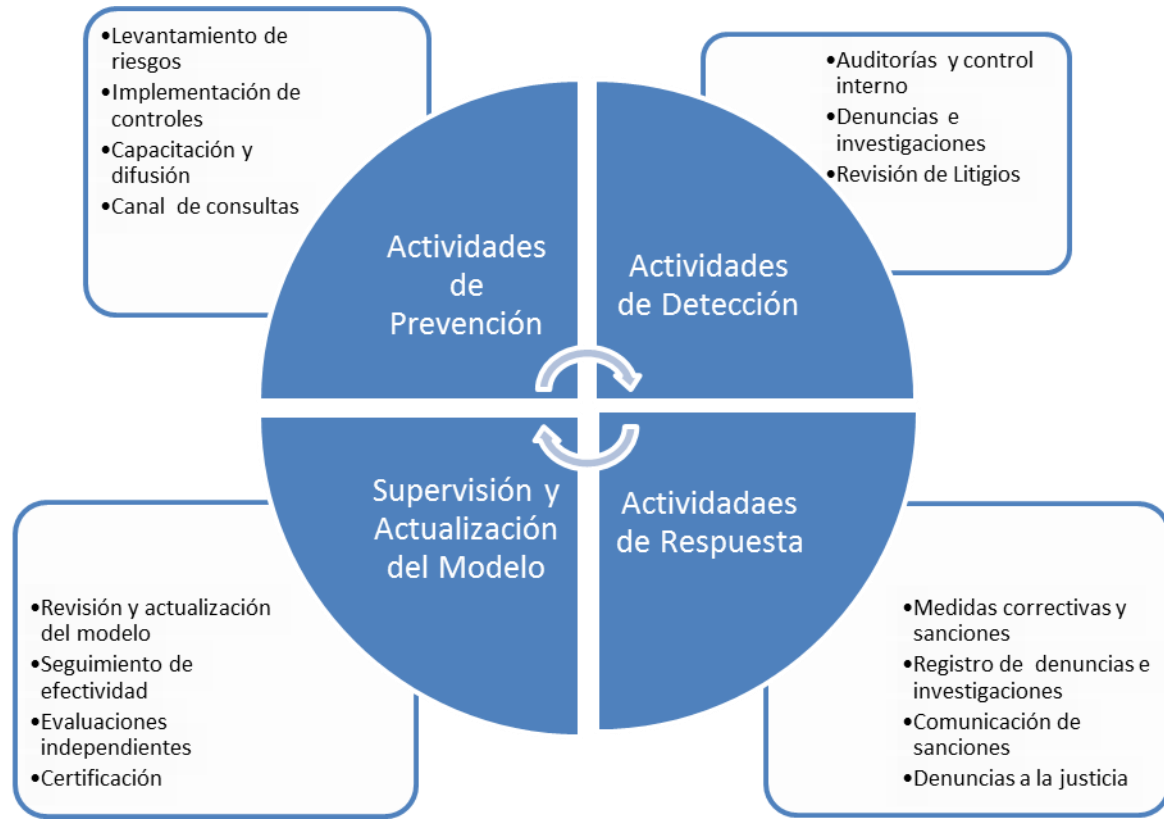 •Levantamiento de
riesgos
•Implementación de
controles
•Capacitación y
difusión
•Canal de consultas
•Auditorías y control
interno
•Denuncias e
investigaciones
•Revisión de Litigios
Actividades
de
Prevención
Actividades
de Detección
Supervisión y
Actualización
del Modelo
Actividadaes
de Respuesta
•Revisión y actualización
del modelo
•Seguimiento de
efectividad
•Evaluaciones
independientes
•Certificación
•Medidas correctivas y
sanciones
•Registro de denuncias e
investigaciones
•Comunicación de
sanciones
•Denuncias a la justicia